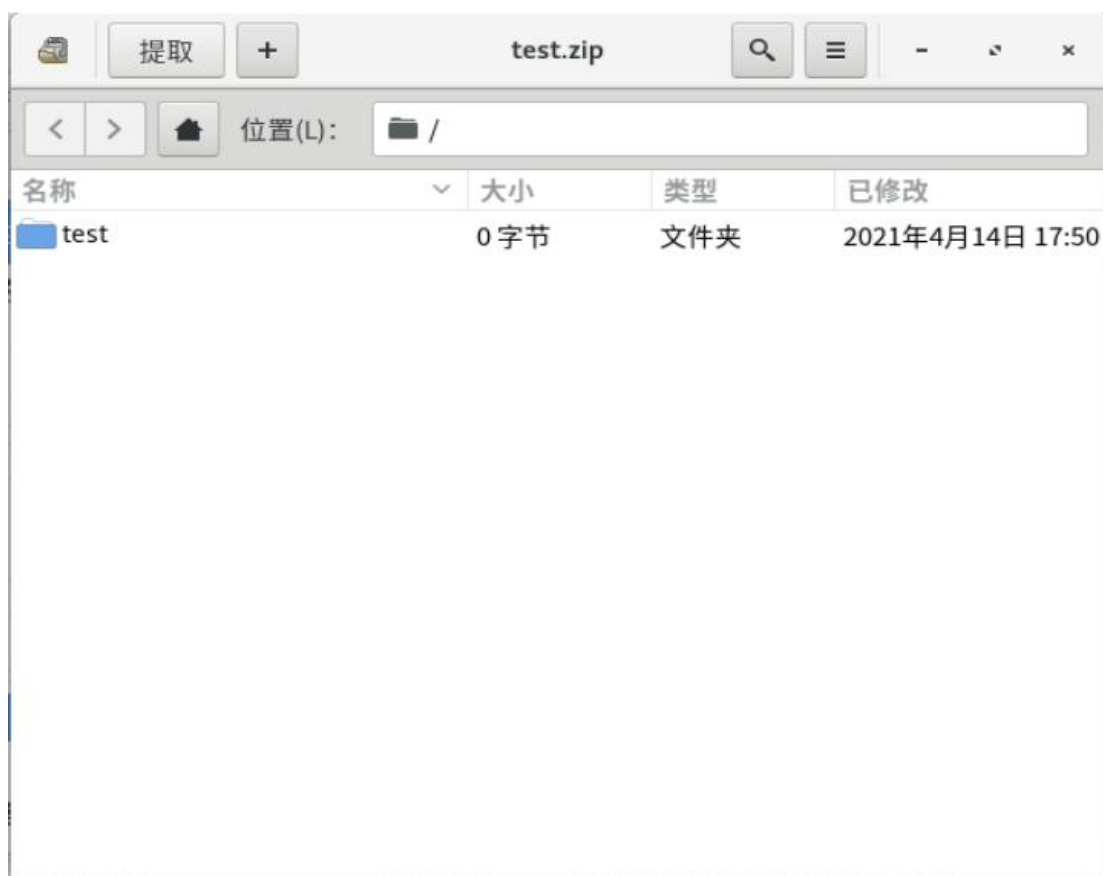 提取 + test.zip
位置(L)： /
名称 大小 类型 已修改
test 0 字节 文件夹 2021年4月14日 17:50